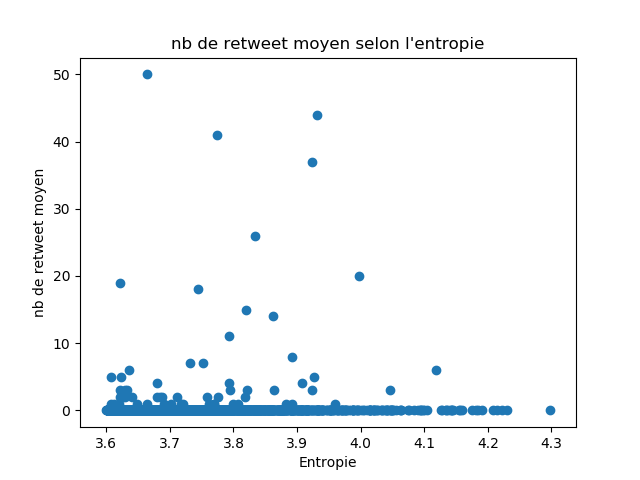 nb de retweet moyen selon l'entropie
nb de retweet moyen
50
40
30
20
10
0
3.6 3.7 3.8 3.9 4.0 4.1 4.2 4.3
Entropie